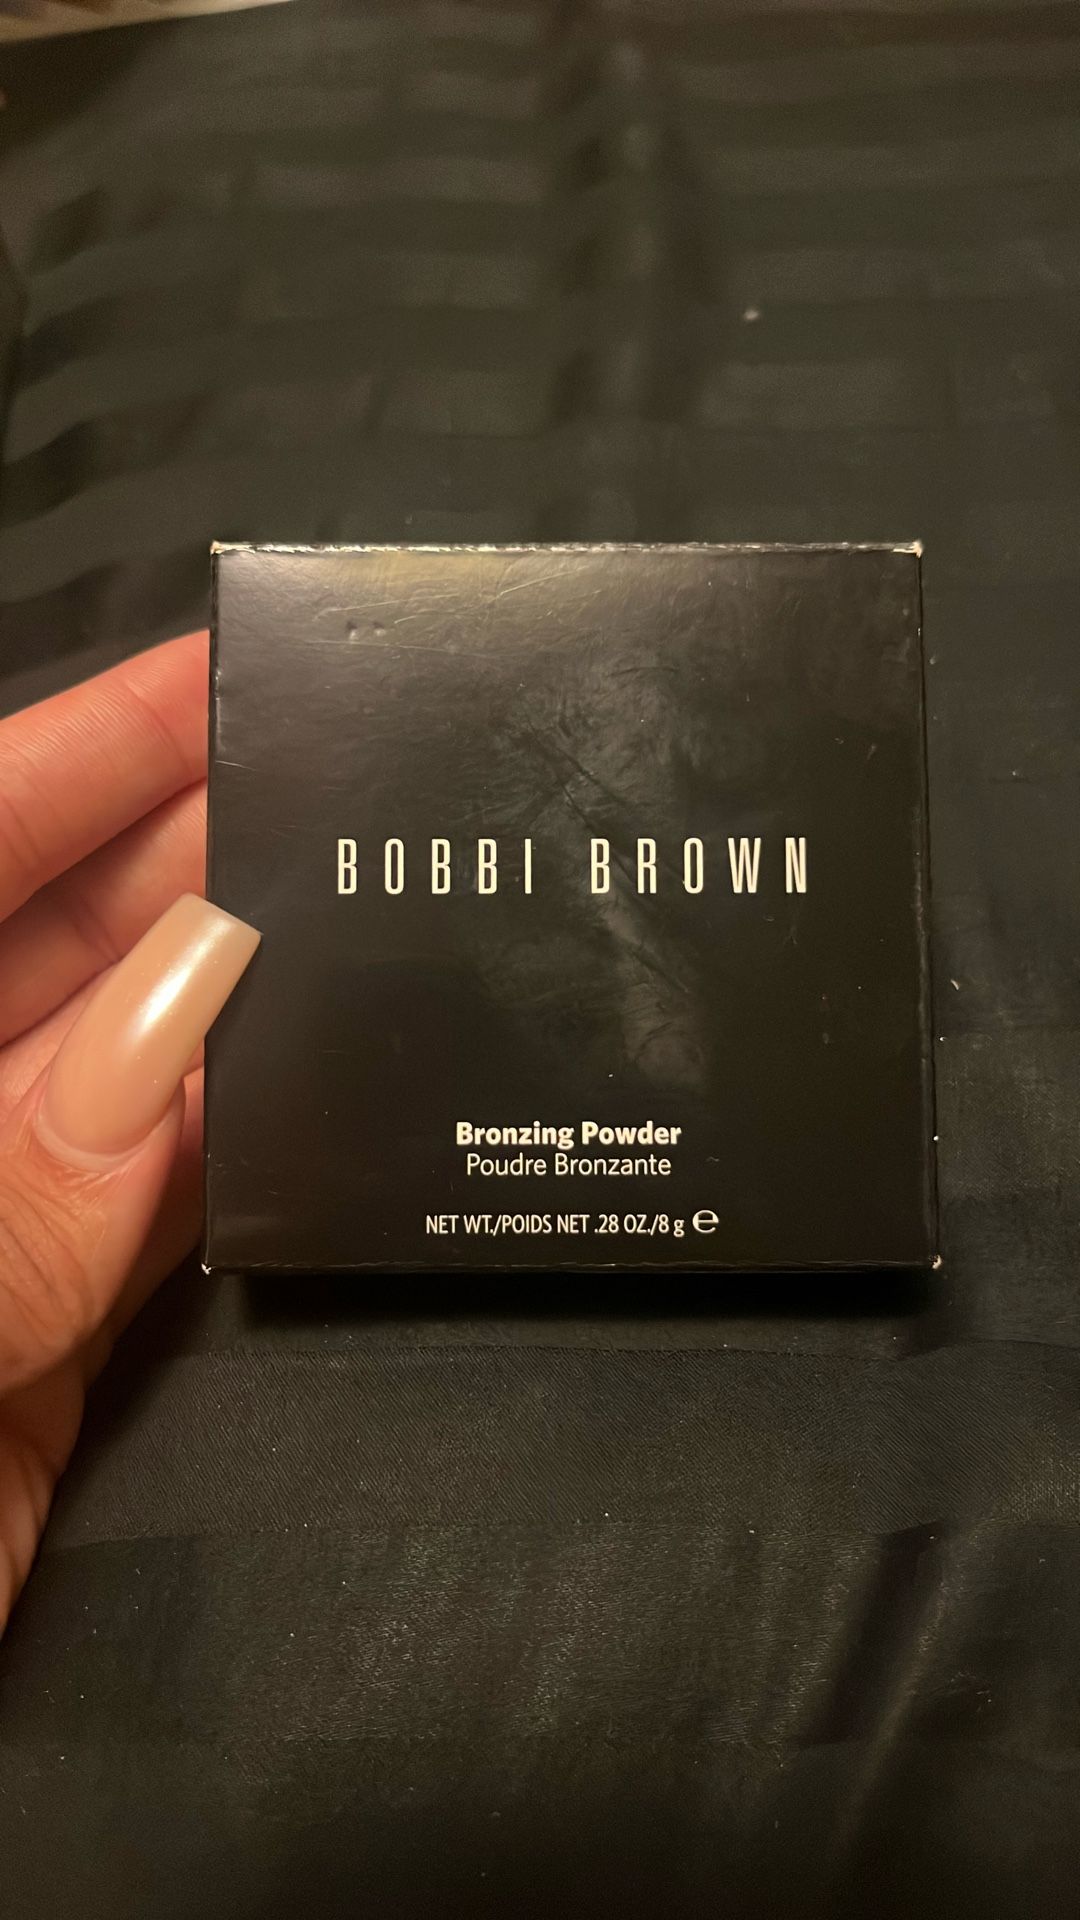 BOBBI BROWN
Bronzing Powder
Poudre Bronzante
NET WT./POIDS NET .28 OZ./8 g ℮